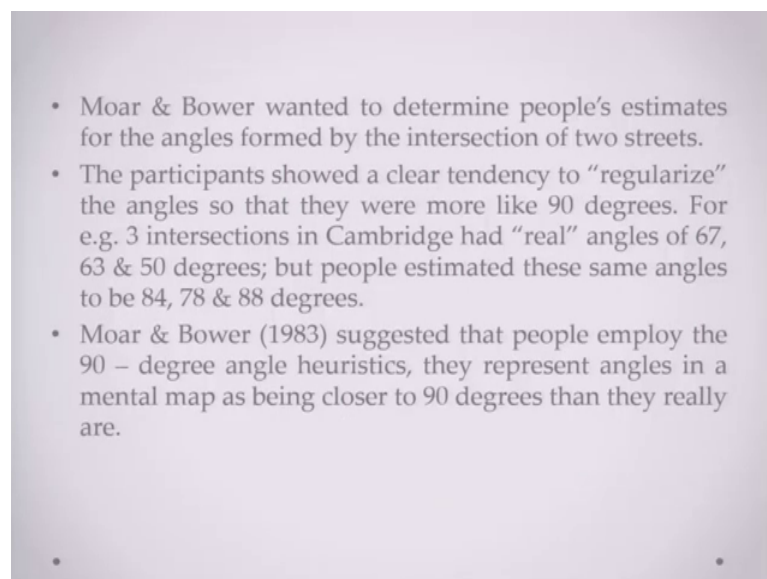 • Moar & Bower wanted to determine people's estimates
for the angles formed by the intersection of two streets.
• The participants showed a clear tendency to "regularize"
the angles so that they were more like 90 degrees. For
e.g. 3 intersections in Cambridge had "real" angles of 67,
63 & 50 degrees; but people estimated these same angles
to be 84, 78 & 88 degrees.
• Moar & Bower (1983) suggested that people employ the
90 – degree angle heuristics, they represent angles in a
mental map as being closer to 90 degrees than they really
are.